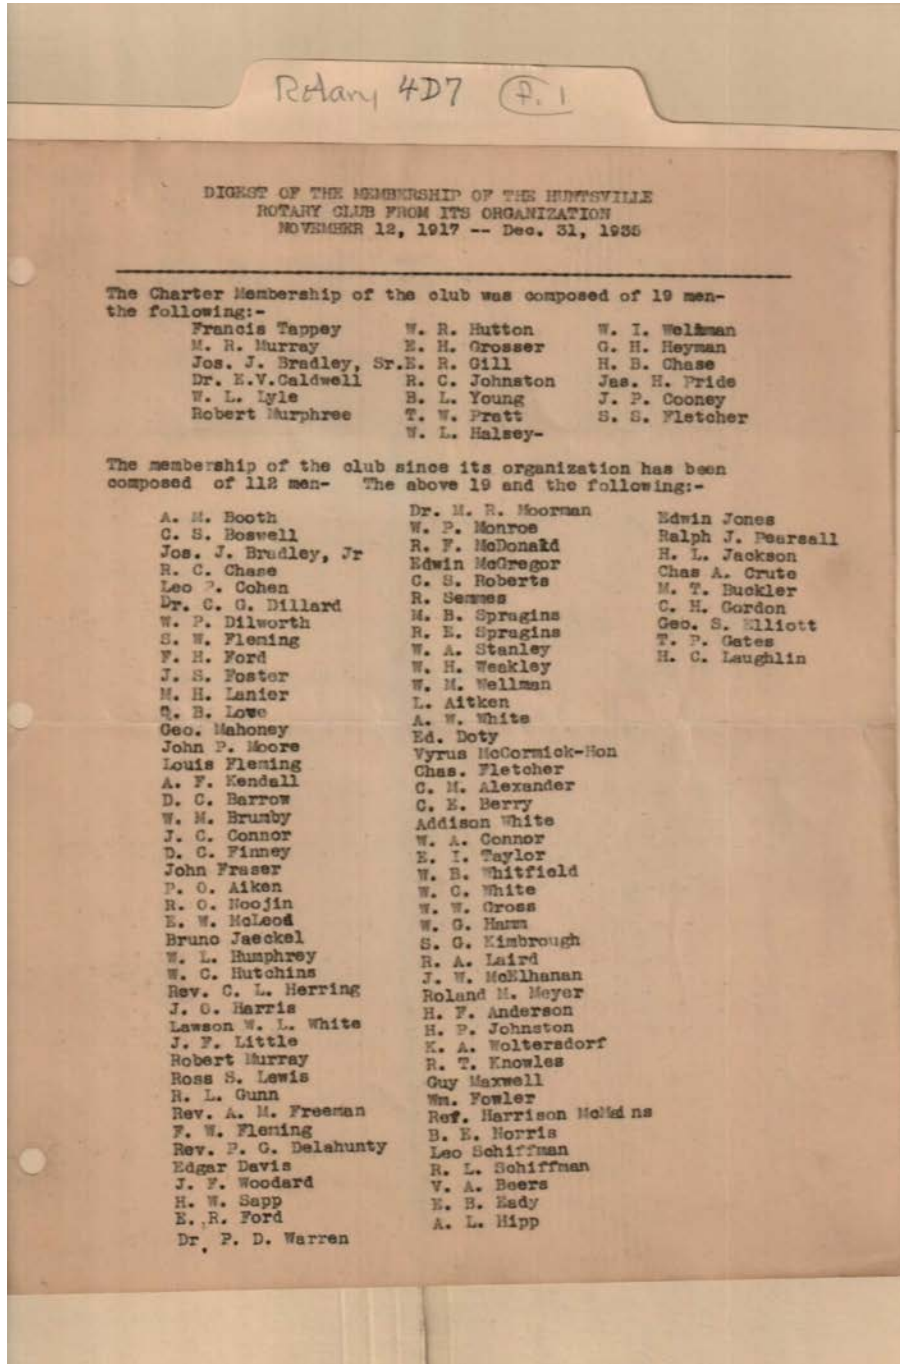 Rotary 4D7 P. 1
DIGEST OF THE MEMBERSHIP OF THE HUNTSVILLE
ROTARY CLUB FROM ITS ORGANIZATION
NOVEMBER 12, 1917 -- Dec. 31, 1935
The Charter Membership of the club was composed of 19 men-
the following:-
Francis Tappey
M. R. Murray
Jos. J. Bradley, Sr.
Dr. E.V.Caldwell
W. L. Lyle
Robert Murphree
W. R. Hutton
E. H. Grosser
E. R. Gill
R. C. Johnston
B. L. Young
T. W. Pratt
W. L. Halsey-
W. I. Wellman
G. H. Heyman
H. B. Chase
Jas. H. Pride
J. P. Cooney
S. S. Fletcher
The membership of the club since its organization has been
composed of 112 men- The above 19 and the following:-
A. M. Booth
C. S. Boswell
Jos. J. Bradley, Jr
R. C. Chase
Leo P. Cohen
Dr. C. G. Dillard
W. P. Dilworth
S. W. Fleming
F. H. Ford
J. S. Foster
M. H. Lanier
Q. B. Love
Geo. Mahoney
John P. Moore
Louis Fleming
A. F. Kendall
D. C. Barrow
W. M. Brumby
J. C. Connor
D. C. Finney
John Fraser
P. O. Aiken
R. O. Noojin
E. W. McLeod
Bruno Jaeckel
W. L. Humphrey
W. C. Hutchins
Rev. C. L. Herring
J. O. Harris
Lawson W. L. White
J. F. Little
Robert Murray
Ross S. Lewis
R. L. Gunn
Rev. A. M. Freeman
F. W. Fleming
Rev. P. G. Delahunty
Edgar Davis
J. F. Woodard
H. W. Sapp
E. R. Ford
Dr. P. D. Warren
Dr. M. R. Moorman
W. P. Monroe
R. F. McDonald
Edwin McGregor
C. S. Roberts
R. Semmes
M. B. Spragins
R. E. Spragins
W. A. Stanley
W. H. Weakley
W. M. Wellman
L. Aitken
A. W. White
Ed. Doty
Vyrus McCormick-Hon
Chas. Fletcher
C. M. Alexander
C. E. Berry
Addison White
W. A. Connor
E. I. Taylor
W. B. Whitfield
W. C. White
W. W. Gross
W. G. Hamm
S. G. Kimbrough
R. A. Laird
J. W. McElhanan
Roland M. Meyer
H. F. Anderson
H. P. Johnston
K. A. Woltersdorf
R. T. Knowles
Guy Maxwell
Wm. Fowler
Ref. Harrison McMains
B. E. Norris
Leo Schiffman
R. L. Schiffman
V. A. Beers
E. B. Eady
A. L. Hipp
Edwin Jones
Ralph J. Pearsall
H. L. Jackson
Chas A. Crute
M. T. Buckler
C. H. Gordon
Geo. S. Elliott
T. P. Gates
H. C. Laughlin